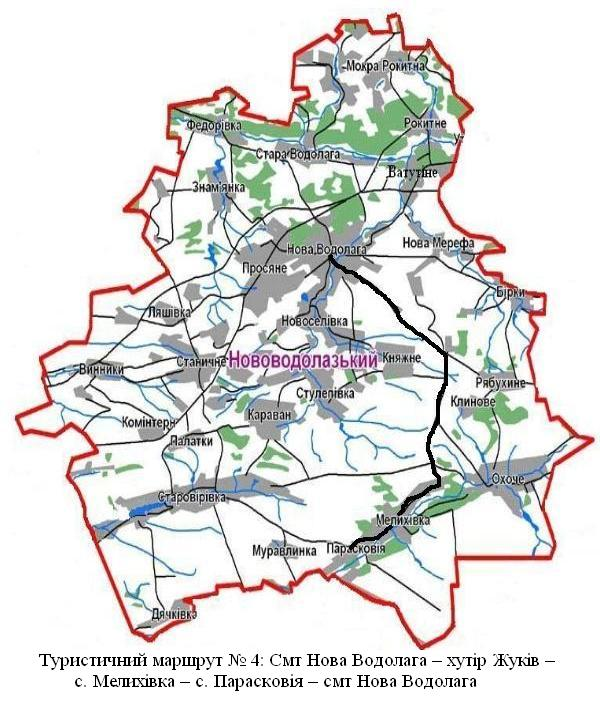 Мокра Рокитна
Федорівка
Рокитне
Стара Водолага
Ватутіне
Знам'янка
Нова Водолага
Нова Мерефа
Просяне
Бірки
Ляшівка
Новоселівка
Станичне
Нововодолазький
Княжне
Винники
Рябухине
Стулепівка
Клинове
Комінтерн
Караван
Палатки
Охоче
Старовірівка
Мелихівка
Муравлинка
Парасковія
Дячківка
Туристичний маршрут № 4: Смт Нова Водолага – хутір Жуків –
с. Мелихівка – с. Парасковія – смт Нова Водолага